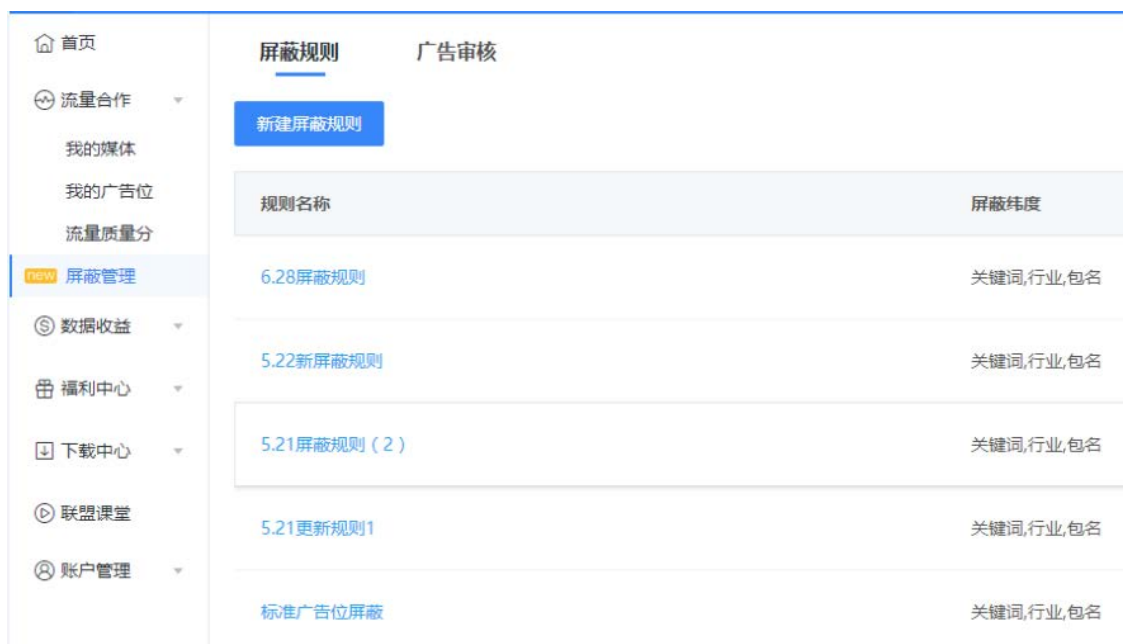 首页
流量合作
我的媒体
我的广告位
流量质量分
new 屏蔽管理
数据收益
福利中心
下载中心
联盟课堂
账户管理
屏蔽规则 广告审核
新建屏蔽规则
规则名称 屏蔽纬度
6.28屏蔽规则 关键词,行业,包名
5.22新屏蔽规则 关键词,行业,包名
5.21屏蔽规则（2） 关键词,行业,包名
5.21更新规则1 关键词,行业,包名
标准广告位屏蔽 关键词,行业,包名